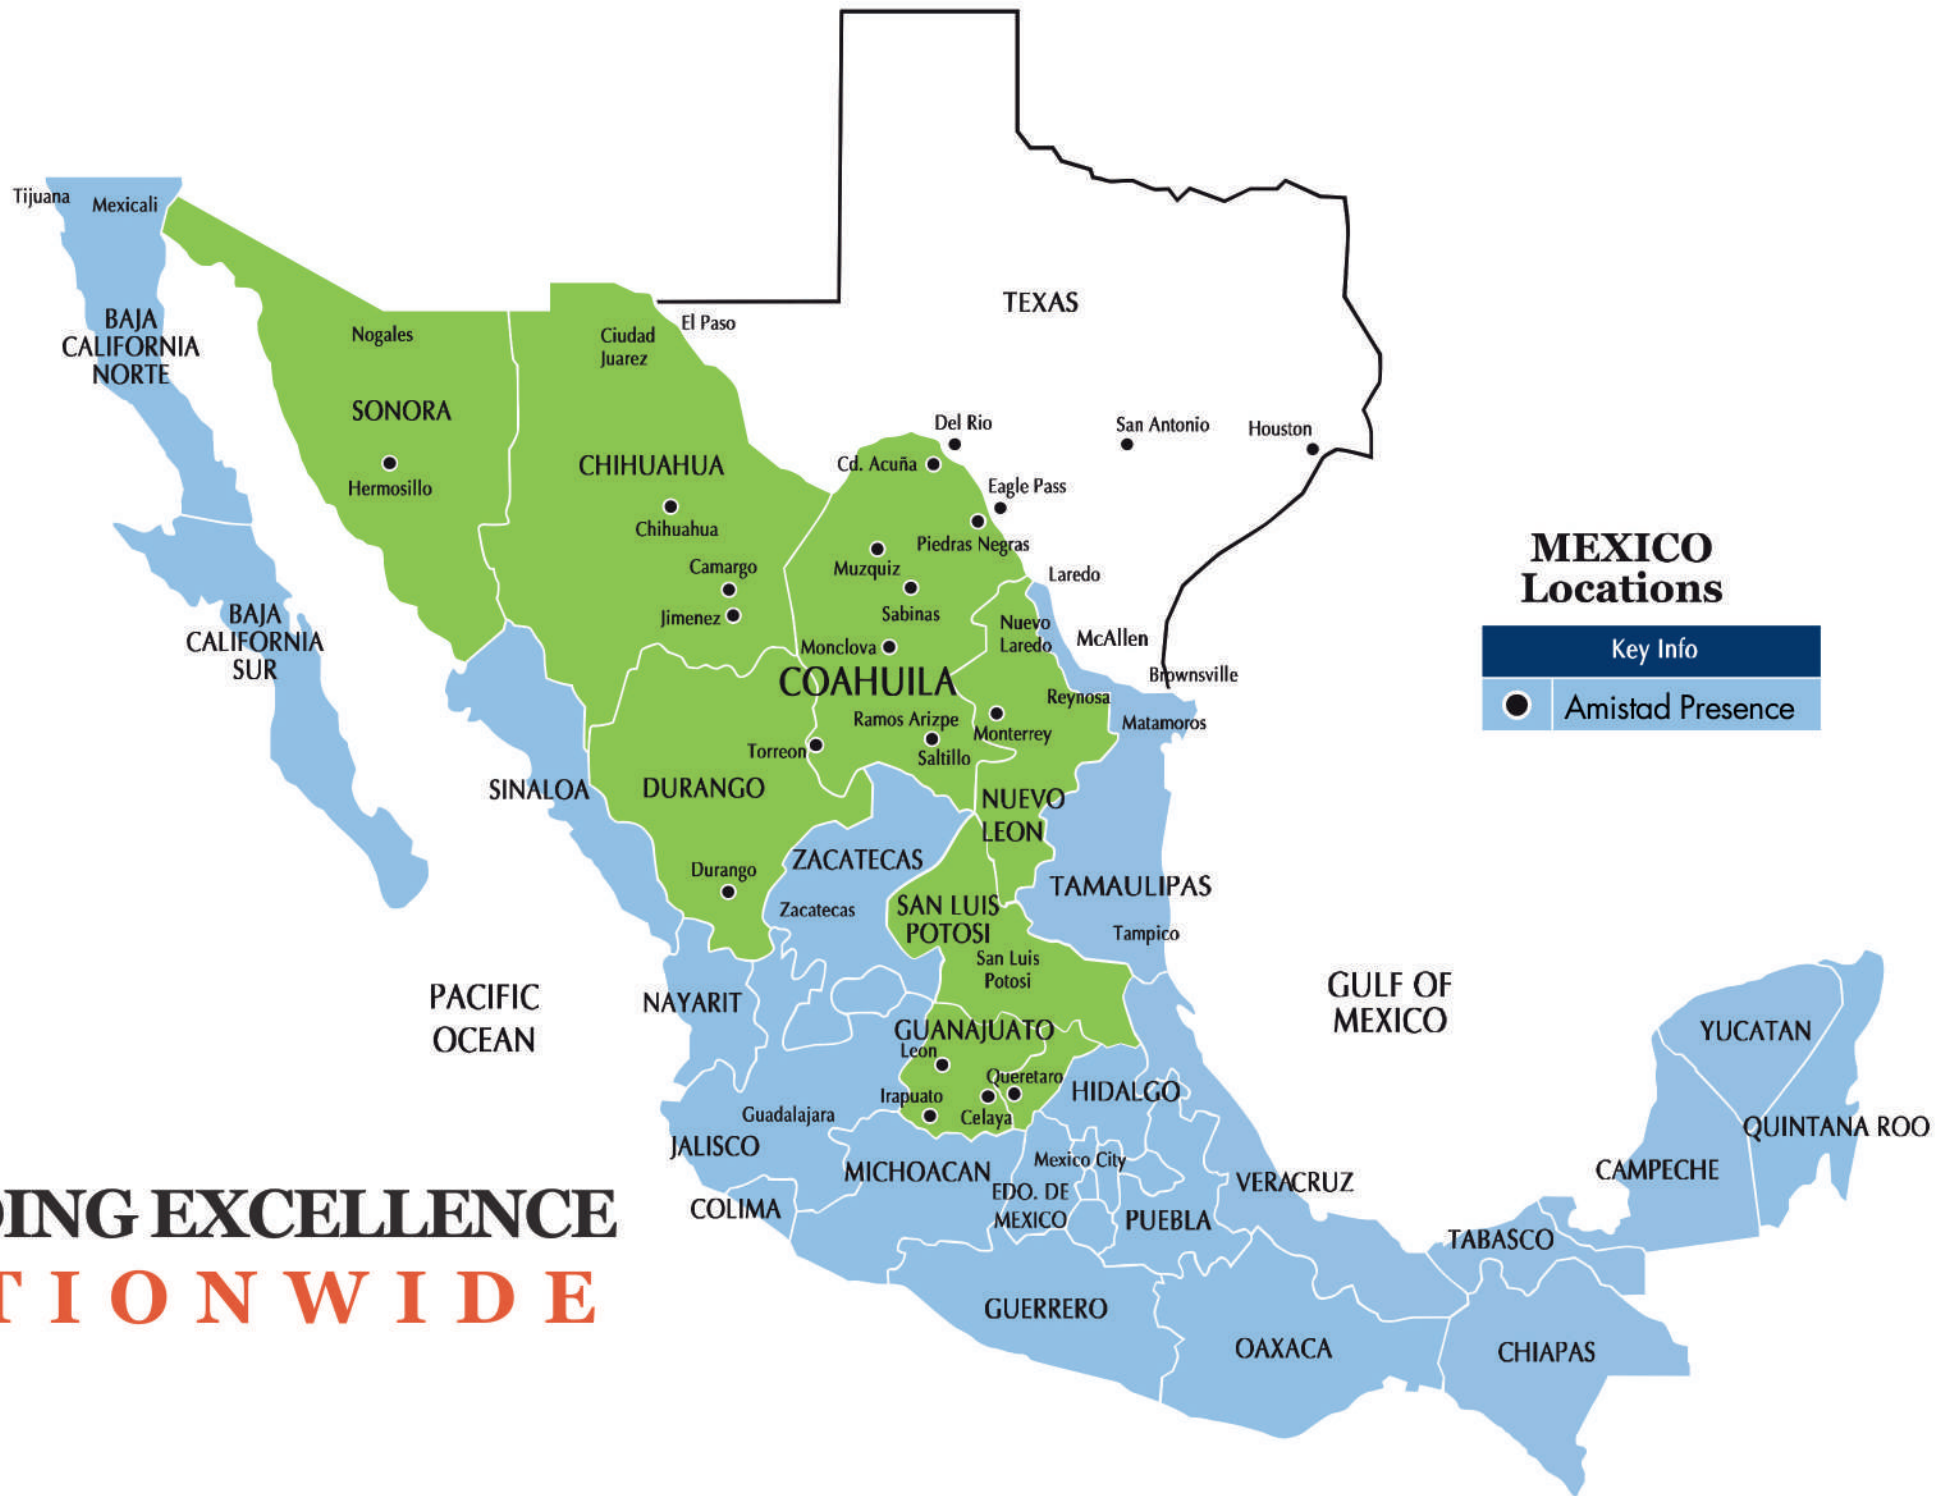 TEXAS
Tijuana
Mexicali
BAJA
CALIFORNIA
NORTE
Nogales
SONORA
Hermosillo
Ciudad
Juarez
El Paso
CHIHUAHUA
Chihuahua
Camargo
Jimenez
Del Rio
Cd. Acuña
San Antonio
Houston
Eagle Pass
Piedras Negras
Muzquiz
Sabinas
Laredo
Nuevo
Laredo
McAllen
Brownsville
Monclova
COAHUILA
Reynosa
Matamoros
Ramos Arizpe
Saltillo
Monterrey
Torreon
BAJA
CALIFORNIA
SUR
SINALOA
DURANGO
Durango
NUEVO
LEON
ZACATECAS
Zacatecas
SAN LUIS
POTOSI
San Luis
Potosi
TAMAULIPAS
Tampico
MEXICO
Locations
Key Info
Amistad Presence
PACIFIC
OCEAN
NAYARIT
GULF OF
MEXICO
GUANAJUATO
Leon
Queretaro
Irapuato
Celaya
HIDALGO
Guadalajara
JALISCO
COLIMA
MICHOACAN
Mexico City
EDO. DE
MEXICO
PUEBLA
VERACRUZ
YUCATAN
QUINTANA ROO
CAMPECHE
TABASCO
GUERRERO
OAXACA
CHIAPAS
ING EXCELLENCE
TIONWIDE